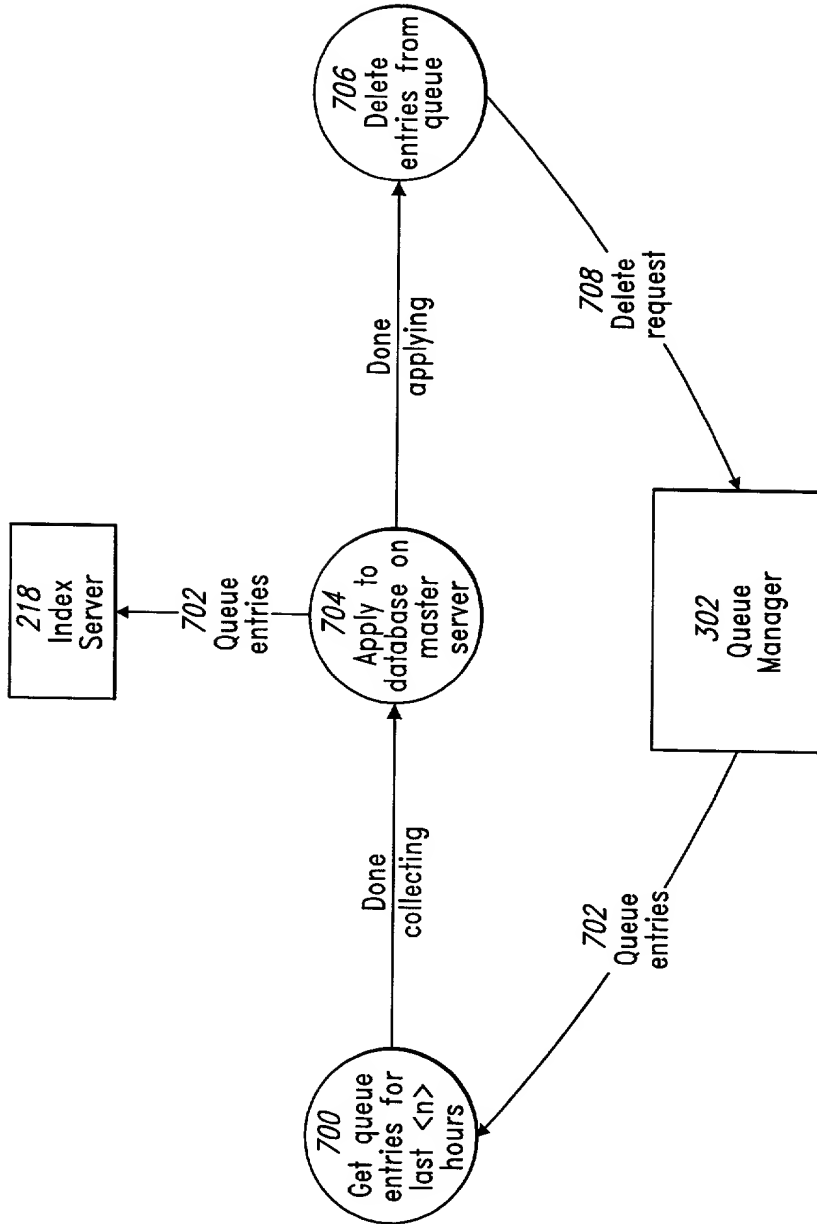 218
Index
Server
702
Queue
entries
700
Get queue
entries for
last <n>
hours
Done
collecting
704
Apply to
database on
master
server
Done
applying
706
Delete
entries from
queue
702
Queue
entries
302
Queue
Manager
708
Delete
request